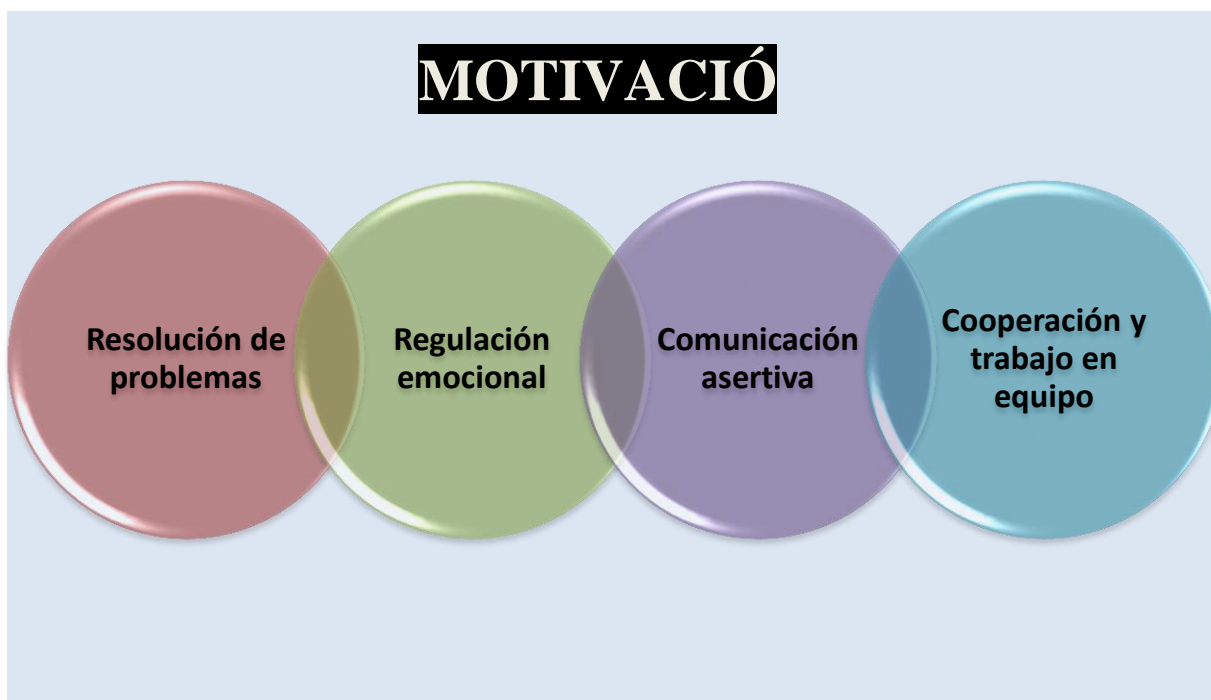 MOTIVACIÓ
Resolución de
problemas
Regulación
emocional
Comunicación
asertiva
Cooperación y
trabajo en
equipo